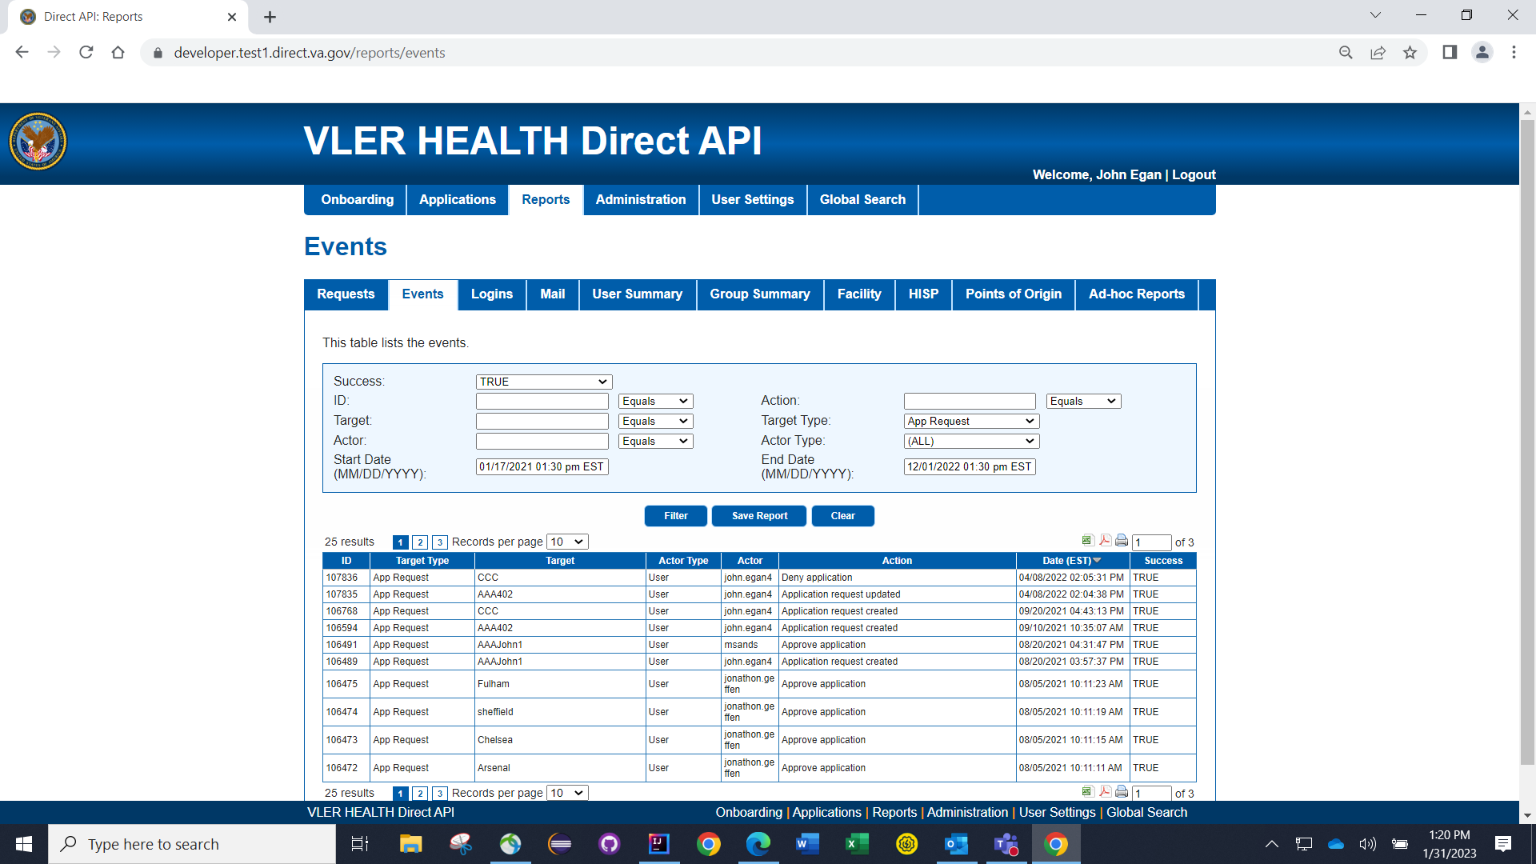 Direct API: Reports
developer.test1.direct.va.gov/reports/events
VLER HEALTH Direct API
Welcome, John Egan | Logout
Onboarding Applications Reports Administration User Settings Global Search
Events
Requests Events Logins Mail User Summary Group Summary Facility HISP Points of Origin Ad-hoc Reports
This table lists the events.
Success: TRUE
ID: Equals Action: Equals
Target: Equals Target Type: App Request
Actor: Equals Actor Type: (ALL)
Start Date (MM/DD/YYYY): 01/17/2021 01:30 pm EST End Date (MM/DD/YYYY): 12/01/2022 01:30 pm EST
Filter Save Report Clear
25 results 1 2 3 Records per page 10 1 of 3
ID Target Type Target Actor Type Actor Action Date (EST) Success
107836 App Request CCC User john.egan4 Deny application 04/08/2022 02:05:31 PM TRUE
107835 App Request AAA402 User john.egan4 Application request updated 04/08/2022 02:04:38 PM TRUE
106768 App Request CCC User john.egan4 Application request created 09/20/2021 04:43:13 PM TRUE
106594 App Request AAA402 User john.egan4 Application request created 09/10/2021 10:35:07 AM TRUE
106491 App Request AAAJohn1 User msands Approve application 08/20/2021 04:31:47 PM TRUE
106489 App Request AAAJohn1 User john.egan4 Application request created 08/20/2021 03:57:37 PM TRUE
106475 App Request Fulham User jonathon.geffen Approve application 08/05/2021 10:11:23 AM TRUE
106474 App Request sheffield User jonathon.geffen Approve application 08/05/2021 10:11:19 AM TRUE
106473 App Request Chelsea User jonathon.geffen Approve application 08/05/2021 10:11:15 AM TRUE
106472 App Request Arsenal User jonathon.geffen Approve application 08/05/2021 10:11:11 AM TRUE
25 results 1 2 3 Records per page 10 1 of 3
VLER HEALTH Direct API Onboarding | Applications | Reports | Administration | User Settings | Global Search
Type here to search
1:20 PM
1/31/2023